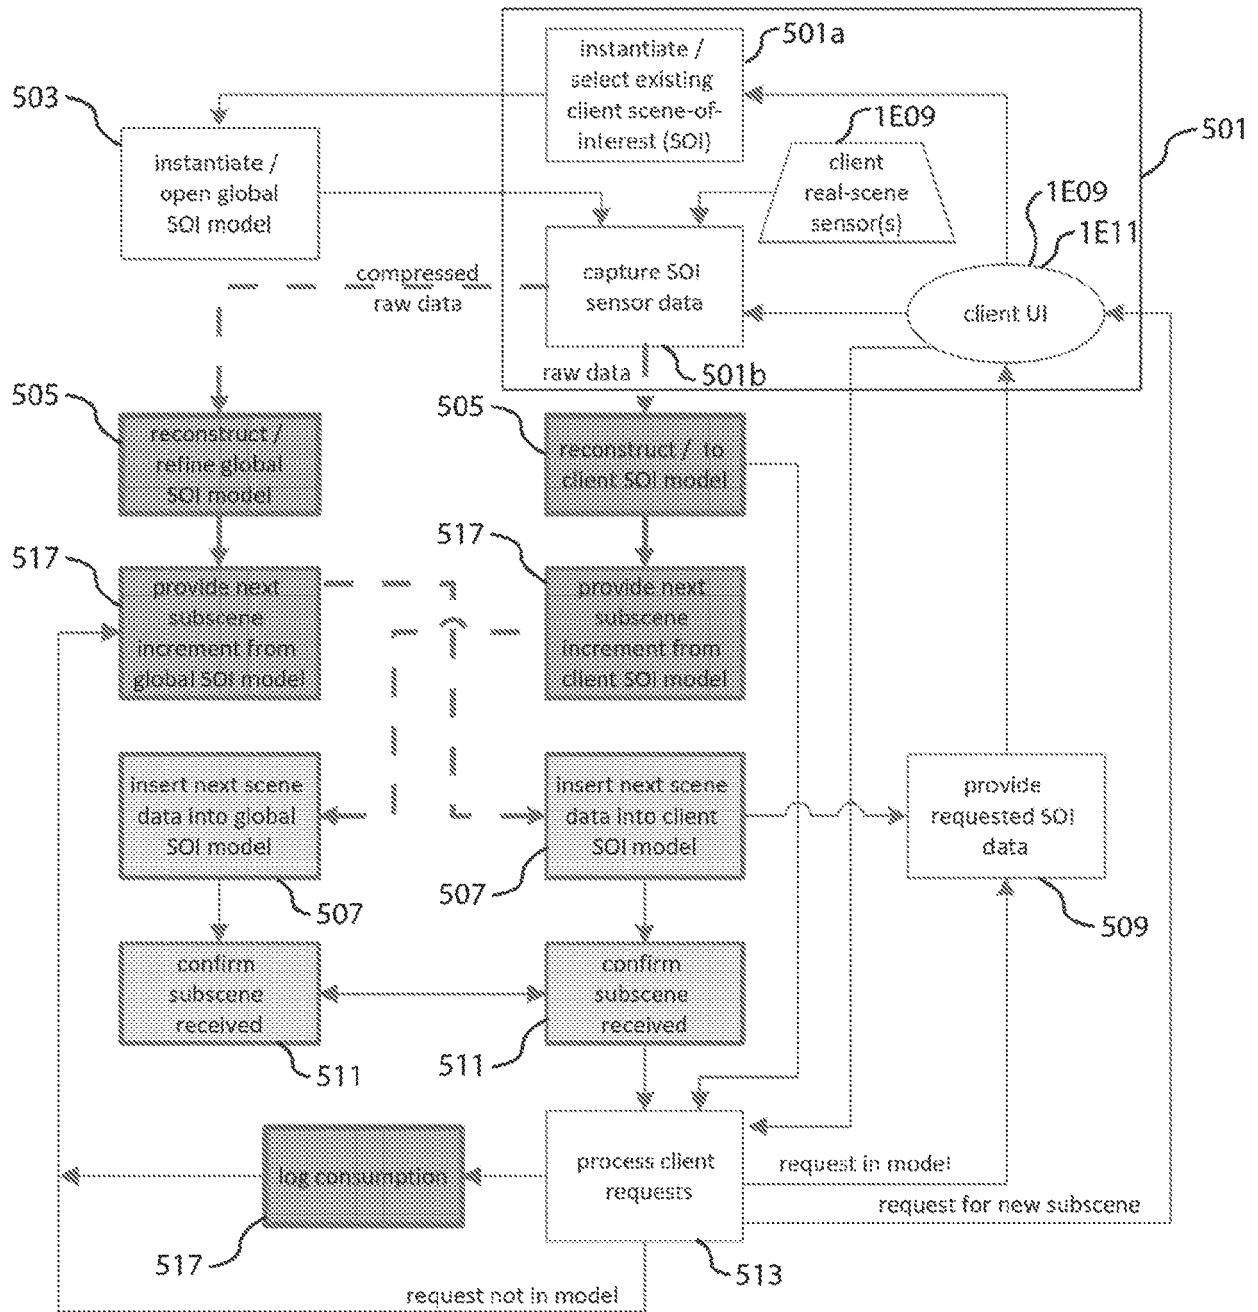 501a
instantiate /
select existing
client scene-of-
interest (SOI)
503
instantiate /
open global
SOI model
1E09
client
real-scene
sensor(s)
501
1E09
1E11
client UI
compressed
raw data
capture SOI
sensor data
raw data
501b
505
reconstruct /
refine global
SOI model
505
reconstruct / to
client SOI model
517
provide next
subscene
increment from
global SOI model
517
provide next
subscene
increment from
client SOI model
insert next scene
data into global
SOI model
507
insert next scene
data into client
SOI model
507
provide
requested SOI
data
509
confirm
subscene
received
511
confirm
subscene
received
511
log consumption
517
process client
requests
513
request in model
request for new subscene
request not in model